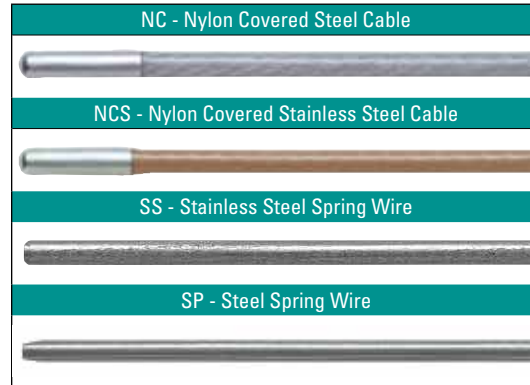 NC - Nylon Covered Steel Cable
NCS - Nylon Covered Stainless Steel Cable
SS - Stainless Steel Spring Wire
SP - Steel Spring Wire